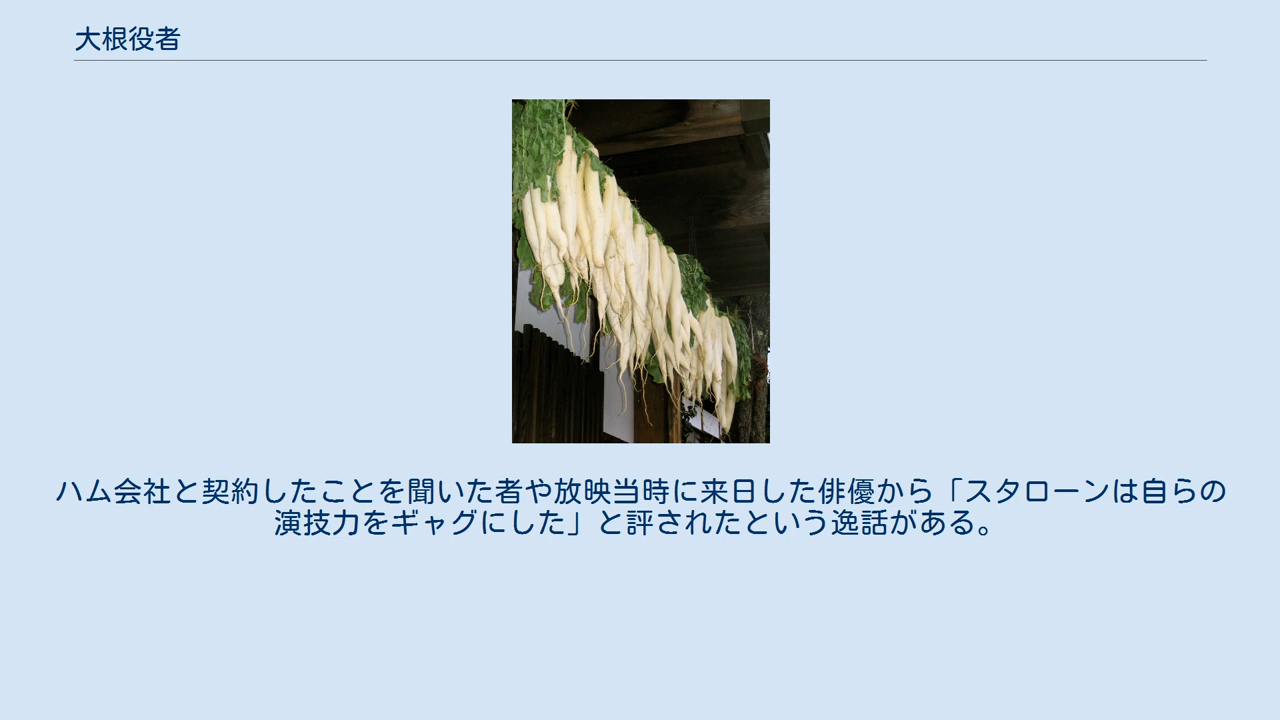 大根役者
ハム会社と契約したことを聞いた者や放映当時に来日した俳優から「スタローンは自らの
演技力をギャグにした」と評されたという逸話がある。